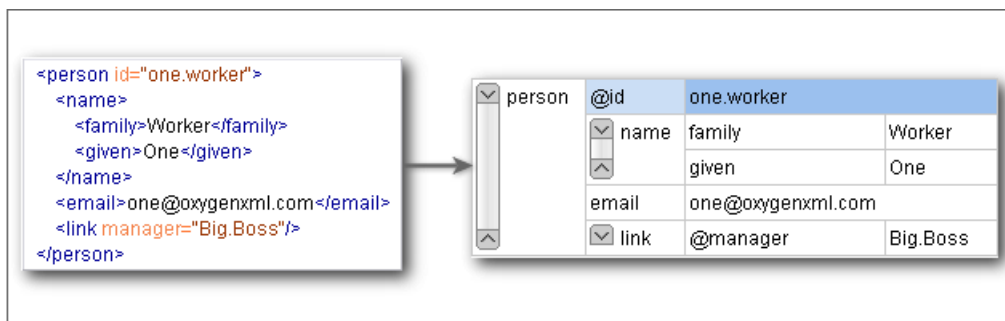 <person id="one.worker">
<name>
<family>Worker</family>
<given>One</given>
</name>
<email>one@oxygenxml.com</email>
<link manager="Big.Boss"/>
</person>
person @id one.worker
name family Worker
given One
email one@oxygenxml.com
link @manager Big.Boss